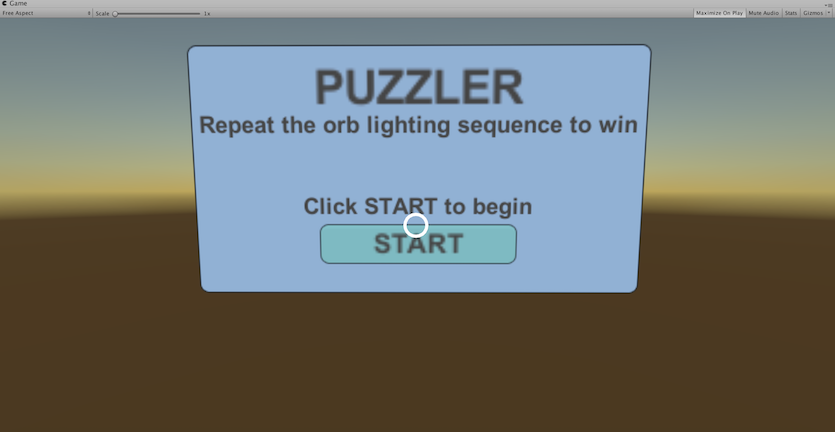 Game
Free Aspect Scale 1x Maximize On Play Mute Audio Stats Gizmos
PUZZLER
Repeat the orb lighting sequence to win
Click START to begin
START